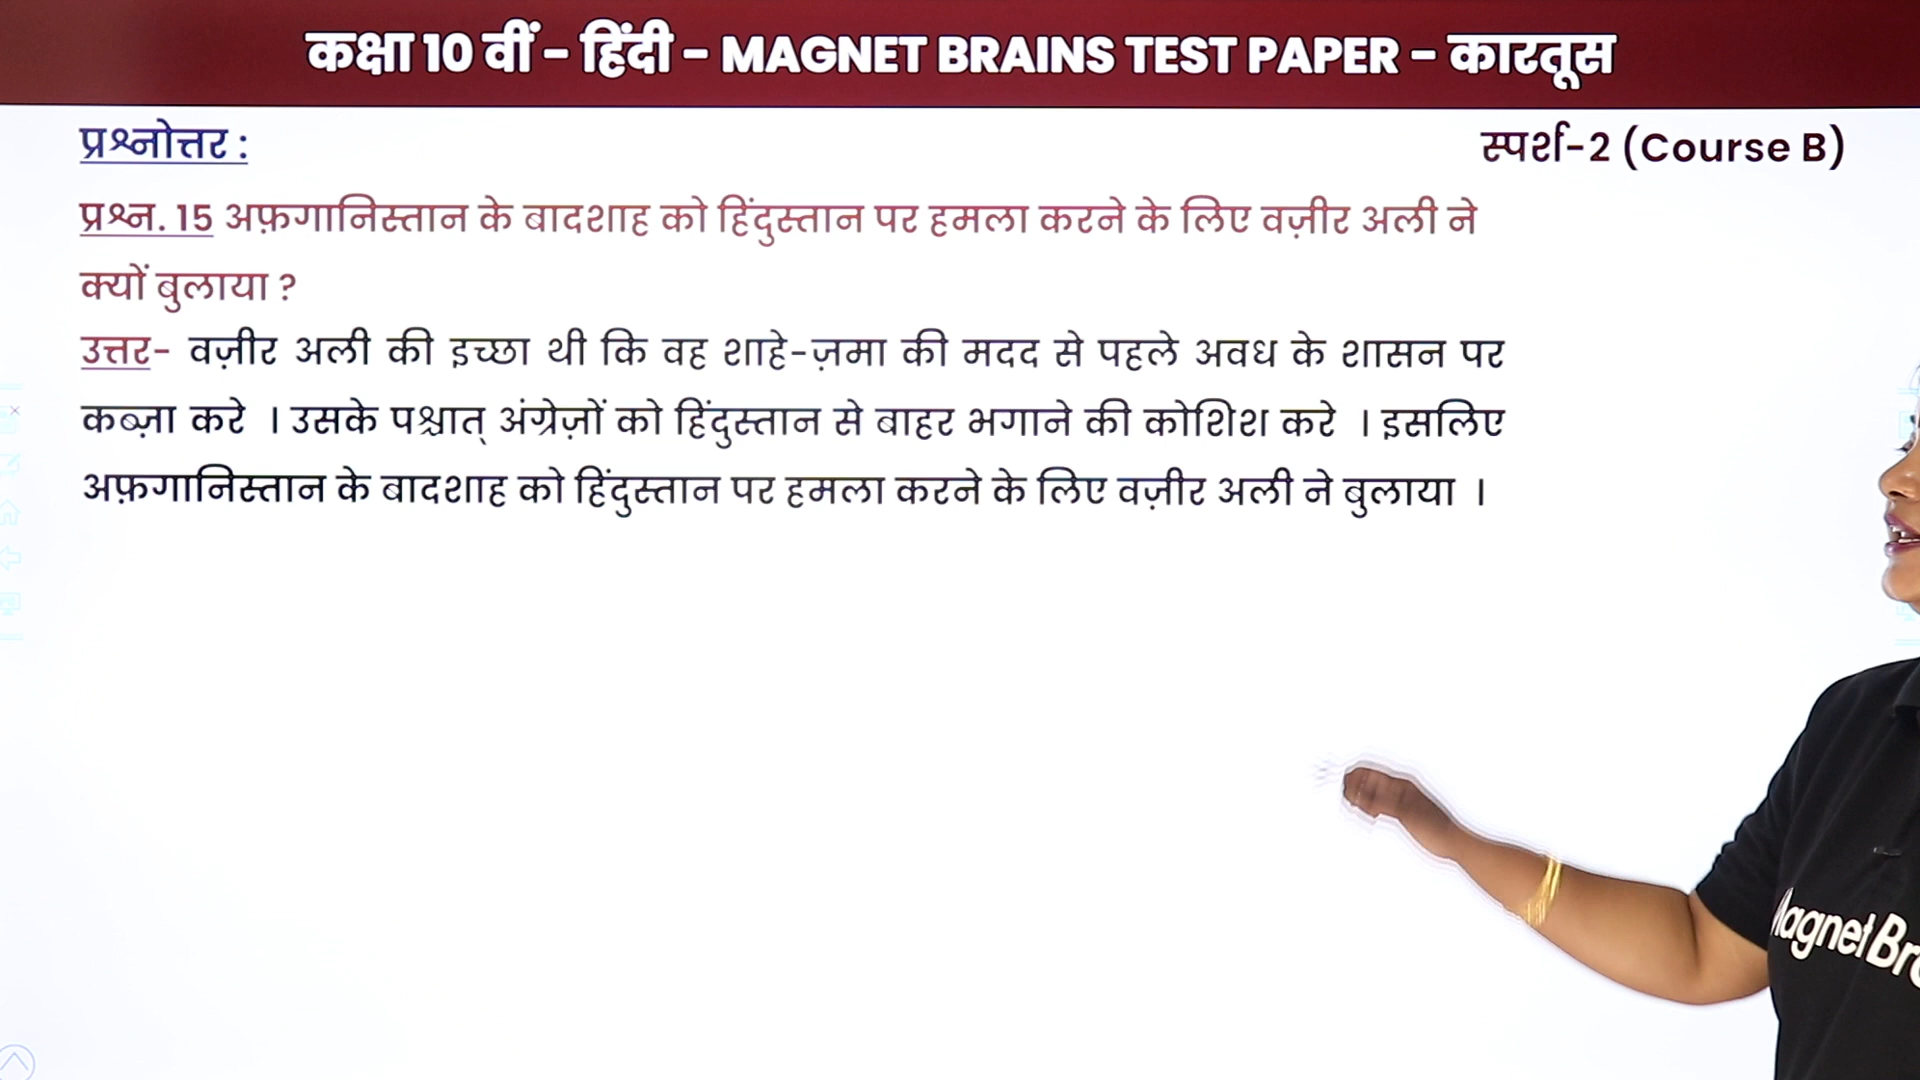 कक्षा 10 वीं - हिंदी - MAGNET BRAINS TEST PAPER - कारतूस
प्रश्नोत्तर :
स्पर्श-2 (Course B)
प्रश्न. 15 अफ़गानिस्तान के बादशाह को हिंदुस्तान पर हमला करने के लिए वज़ीर अली ने
क्यों बुलाया ?
उत्तर- वज़ीर अली की इच्छा थी कि वह शाहे-ज़मा की मदद से पहले अवध के शासन पर
कब्ज़ा करे । उसके पश्चात् अंग्रेज़ों को हिंदुस्तान से बाहर भगाने की कोशिश करे । इसलिए
अफ़गानिस्तान के बादशाह को हिंदुस्तान पर हमला करने के लिए वज़ीर अली ने बुलाया ।
Magnet Br